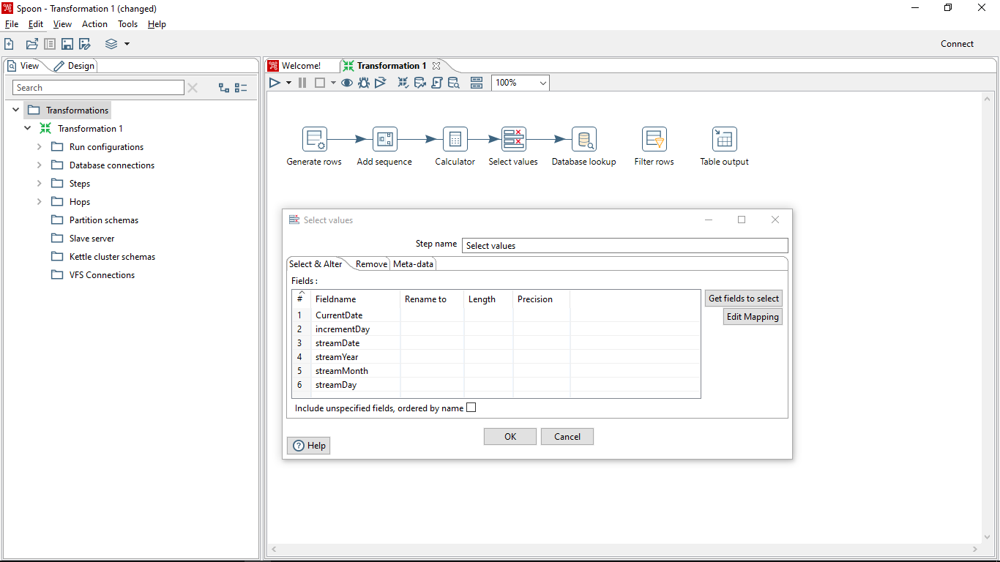 Spoon - Transformation 1 (changed)
File Edit View Action Tools Help
Connect
View Design
Search
Transformations
Transformation 1
Run configurations
Database connections
Steps
Hops
Partition schemas
Slave server
Kettle cluster schemas
VFS Connections
Welcome! Transformation 1
100%
Generate rows Add sequence Calculator Select values Database lookup Filter rows Table output
Select values
Step name Select values
Select & Alter Remove Meta-data
Fields :
# Fieldname Rename to Length Precision
1 CurrentDate
2 incrementDay
3 streamDate
4 streamYear
5 streamMonth
6 streamDay
Get fields to select
Edit Mapping
Include unspecified fields, ordered by name
OK Cancel
Help